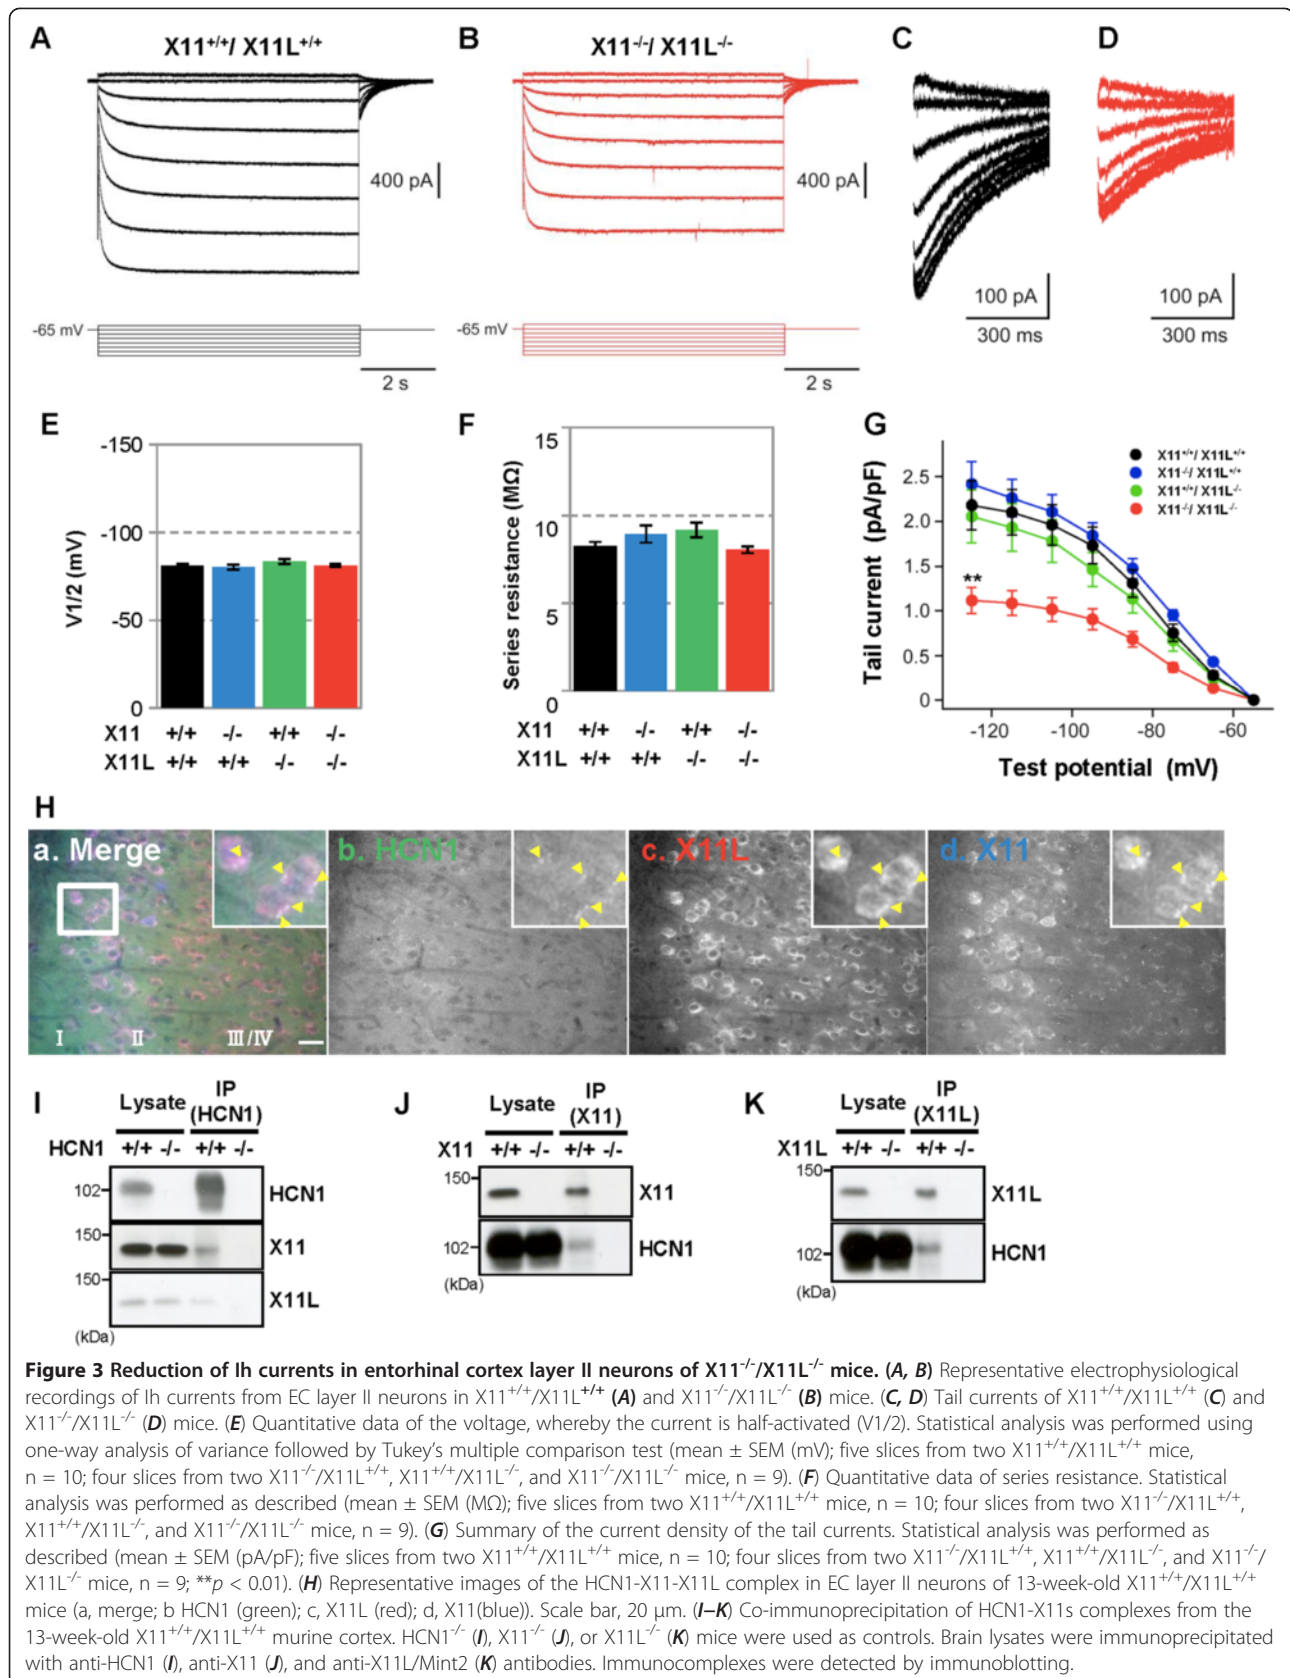 A
X11+/+/ X11L+/+
B
X11-/-/ X11L-/-
C
D
400 pA
400 pA
-65 mV
-65 mV
2 s
2 s
100 pA
300 ms
100 pA
300 ms
E
V1/2 (mV)
-150
-100
-50
0
X11 +/+ -/- +/+ -/-
X11L +/+ +/+ -/- -/-
F
Series resistance (MΩ)
15
10
5
0
X11 +/+ -/- +/+ -/-
X11L +/+ +/+ -/- -/-
G
Tail current (pA/pF)
2.5
2.0
1.5
1.0
0.5
0
**
X11+/+/ X11L+/+
X11-/-/ X11L+/+
X11+/+/ X11L-/-
X11-/-/ X11L-/-
-120 -100 -80 -60
Test potential (mV)
H
a. Merge
b. HCN1
c. X11L
d. X11
I II III/IV
I
Lysate IP (HCN1)
HCN1 +/+ -/- +/+ -/-
102 HCN1
150 X11
150 X11L
(kDa)
J
Lysate IP (X11)
X11 +/+ -/- +/+ -/-
150 X11
102 HCN1
(kDa)
K
Lysate IP (X11L)
X11L +/+ -/- +/+ -/-
150 X11L
102 HCN1
(kDa)
Figure 3 Reduction of Ih currents in entorhinal cortex layer II neurons of X11-/-/X11L-/- mice. (A, B) Representative electrophysiological
recordings of Ih currents from EC layer II neurons in X11+/+/X11L+/+ (A) and X11-/-/X11L-/- (B) mice. (C, D) Tail currents of X11+/+/X11L+/+ (C) and
X11-/-/X11L-/- (D) mice. (E) Quantitative data of the voltage, whereby the current is half-activated (V1/2). Statistical analysis was performed using
one-way analysis of variance followed by Tukey's multiple comparison test (mean ± SEM (mV); five slices from two X11+/+/X11L+/+ mice,
n = 10; four slices from two X11-/-/X11L+/+, X11+/+/X11L-/-, and X11-/-/X11L-/- mice, n = 9). (F) Quantitative data of series resistance. Statistical
analysis was performed as described (mean ± SEM (MΩ); five slices from two X11+/+/X11L+/+ mice, n = 10; four slices from two X11-/-/X11L+/+,
X11+/+/X11L-/-, and X11-/-/X11L-/- mice, n = 9). (G) Summary of the current density of the tail currents. Statistical analysis was performed as
described (mean ± SEM (pA/pF); five slices from two X11+/+/X11L+/+ mice, n = 10; four slices from two X11-/-/X11L+/+, X11+/+/X11L-/-, and X11-/-/
X11L-/- mice, n = 9; **p < 0.01). (H) Representative images of the HCN1-X11-X11L complex in EC layer II neurons of 13-week-old X11+/+/X11L+/+
mice (a, merge; b HCN1 (green); c, X11L (red); d, X11(blue)). Scale bar, 20 μm. (I–K) Co-immunoprecipitation of HCN1-X11s complexes from the
13-week-old X11+/+/X11L+/+ murine cortex. HCN1-/- (I), X11-/- (J), or X11L-/- (K) mice were used as controls. Brain lysates were immunoprecipitated
with anti-HCN1 (I), anti-X11 (J), and anti-X11L/Mint2 (K) antibodies. Immunocomplexes were detected by immunoblotting.